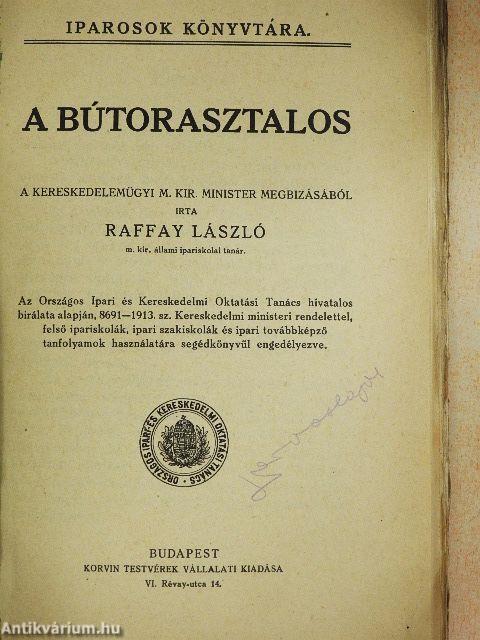 IPAROSOK KÖNYVTÁRA.
A BÚTORASZTALOS
A KERESKEDELEMÜGYI M. KIR. MINISTER MEGBIZÁSÁBÓL
IRTA
RAFFAY LÁSZLÓ
m. kir. állami ipariskolai tanár.
Az Országos Ipari és Kereskedelmi Oktatási Tanács hivatalos
birálata alapján, 8691—1913. sz. Kereskedelmi ministeri rendelettel,
felső ipariskolák, ipari szakiskolák és ipari továbbképző
tanfolyamok használatára segédkönyvül engedélyezve.
ORSZÁGOS IPARI-ÉS KERESKEDELMI OKTATÁSI TANÁCS
BUDAPEST
KORVIN TESTVÉREK VÁLLALATI KIADÁSA
VI. Révay-utca 14.
Antikvárium.hu